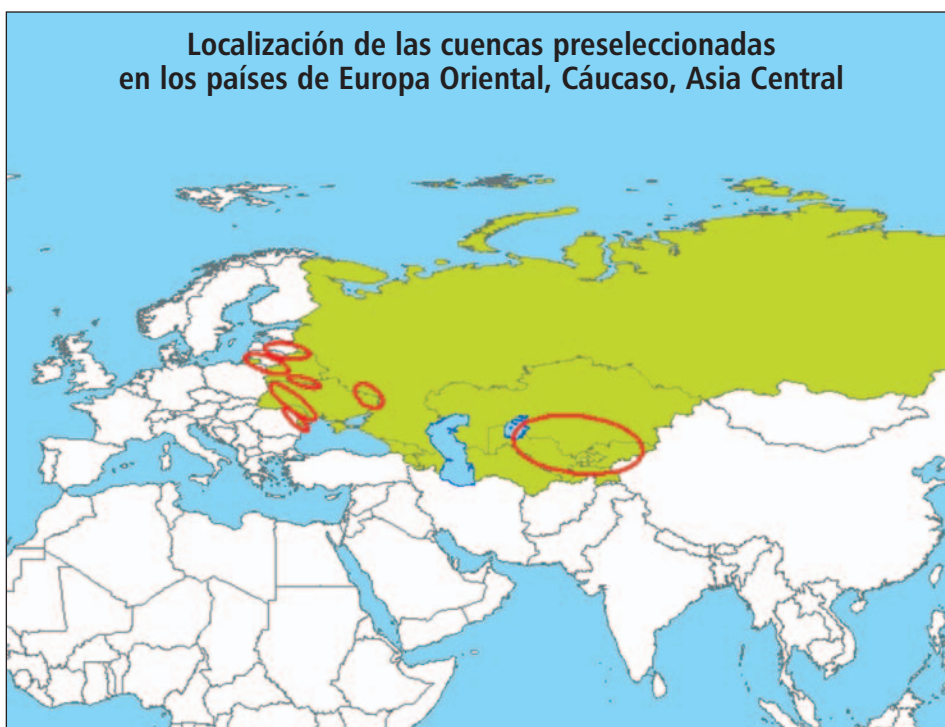 Localización de las cuencas preseleccionadas
en los países de Europa Oriental, Cáucaso, Asia Central